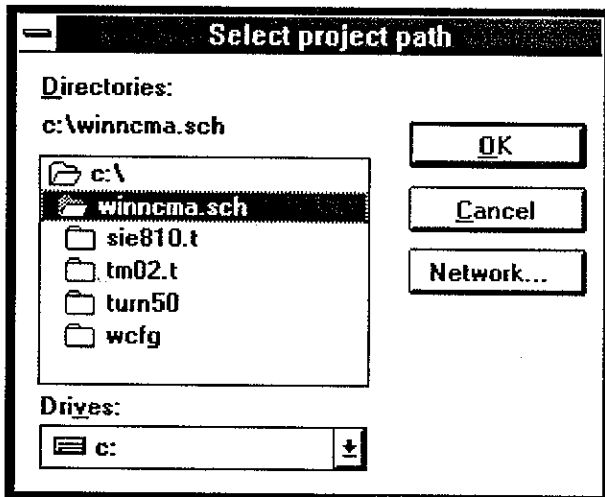 Select project path
Directories:
c:\winncma.sch
OK
c:\
winncma.sch
Cancel
sie810.t
tm02.t
Network...
turn50
wcfg
Drives:
c: